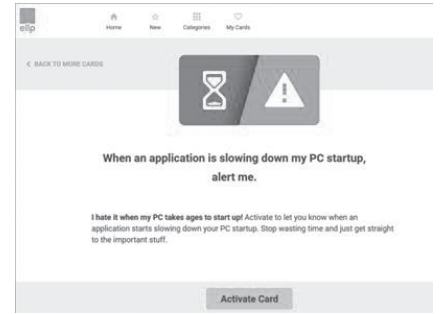 elip
Home New Categories My Cards
< BACK TO MORE CARDS
When an application is slowing down my PC startup,
alert me.
I hate it when my PC takes ages to start up! Activate to let you know when an
application starts slowing down your PC startup. Stop wasting time and just get straight
to the important stuff.
Activate Card